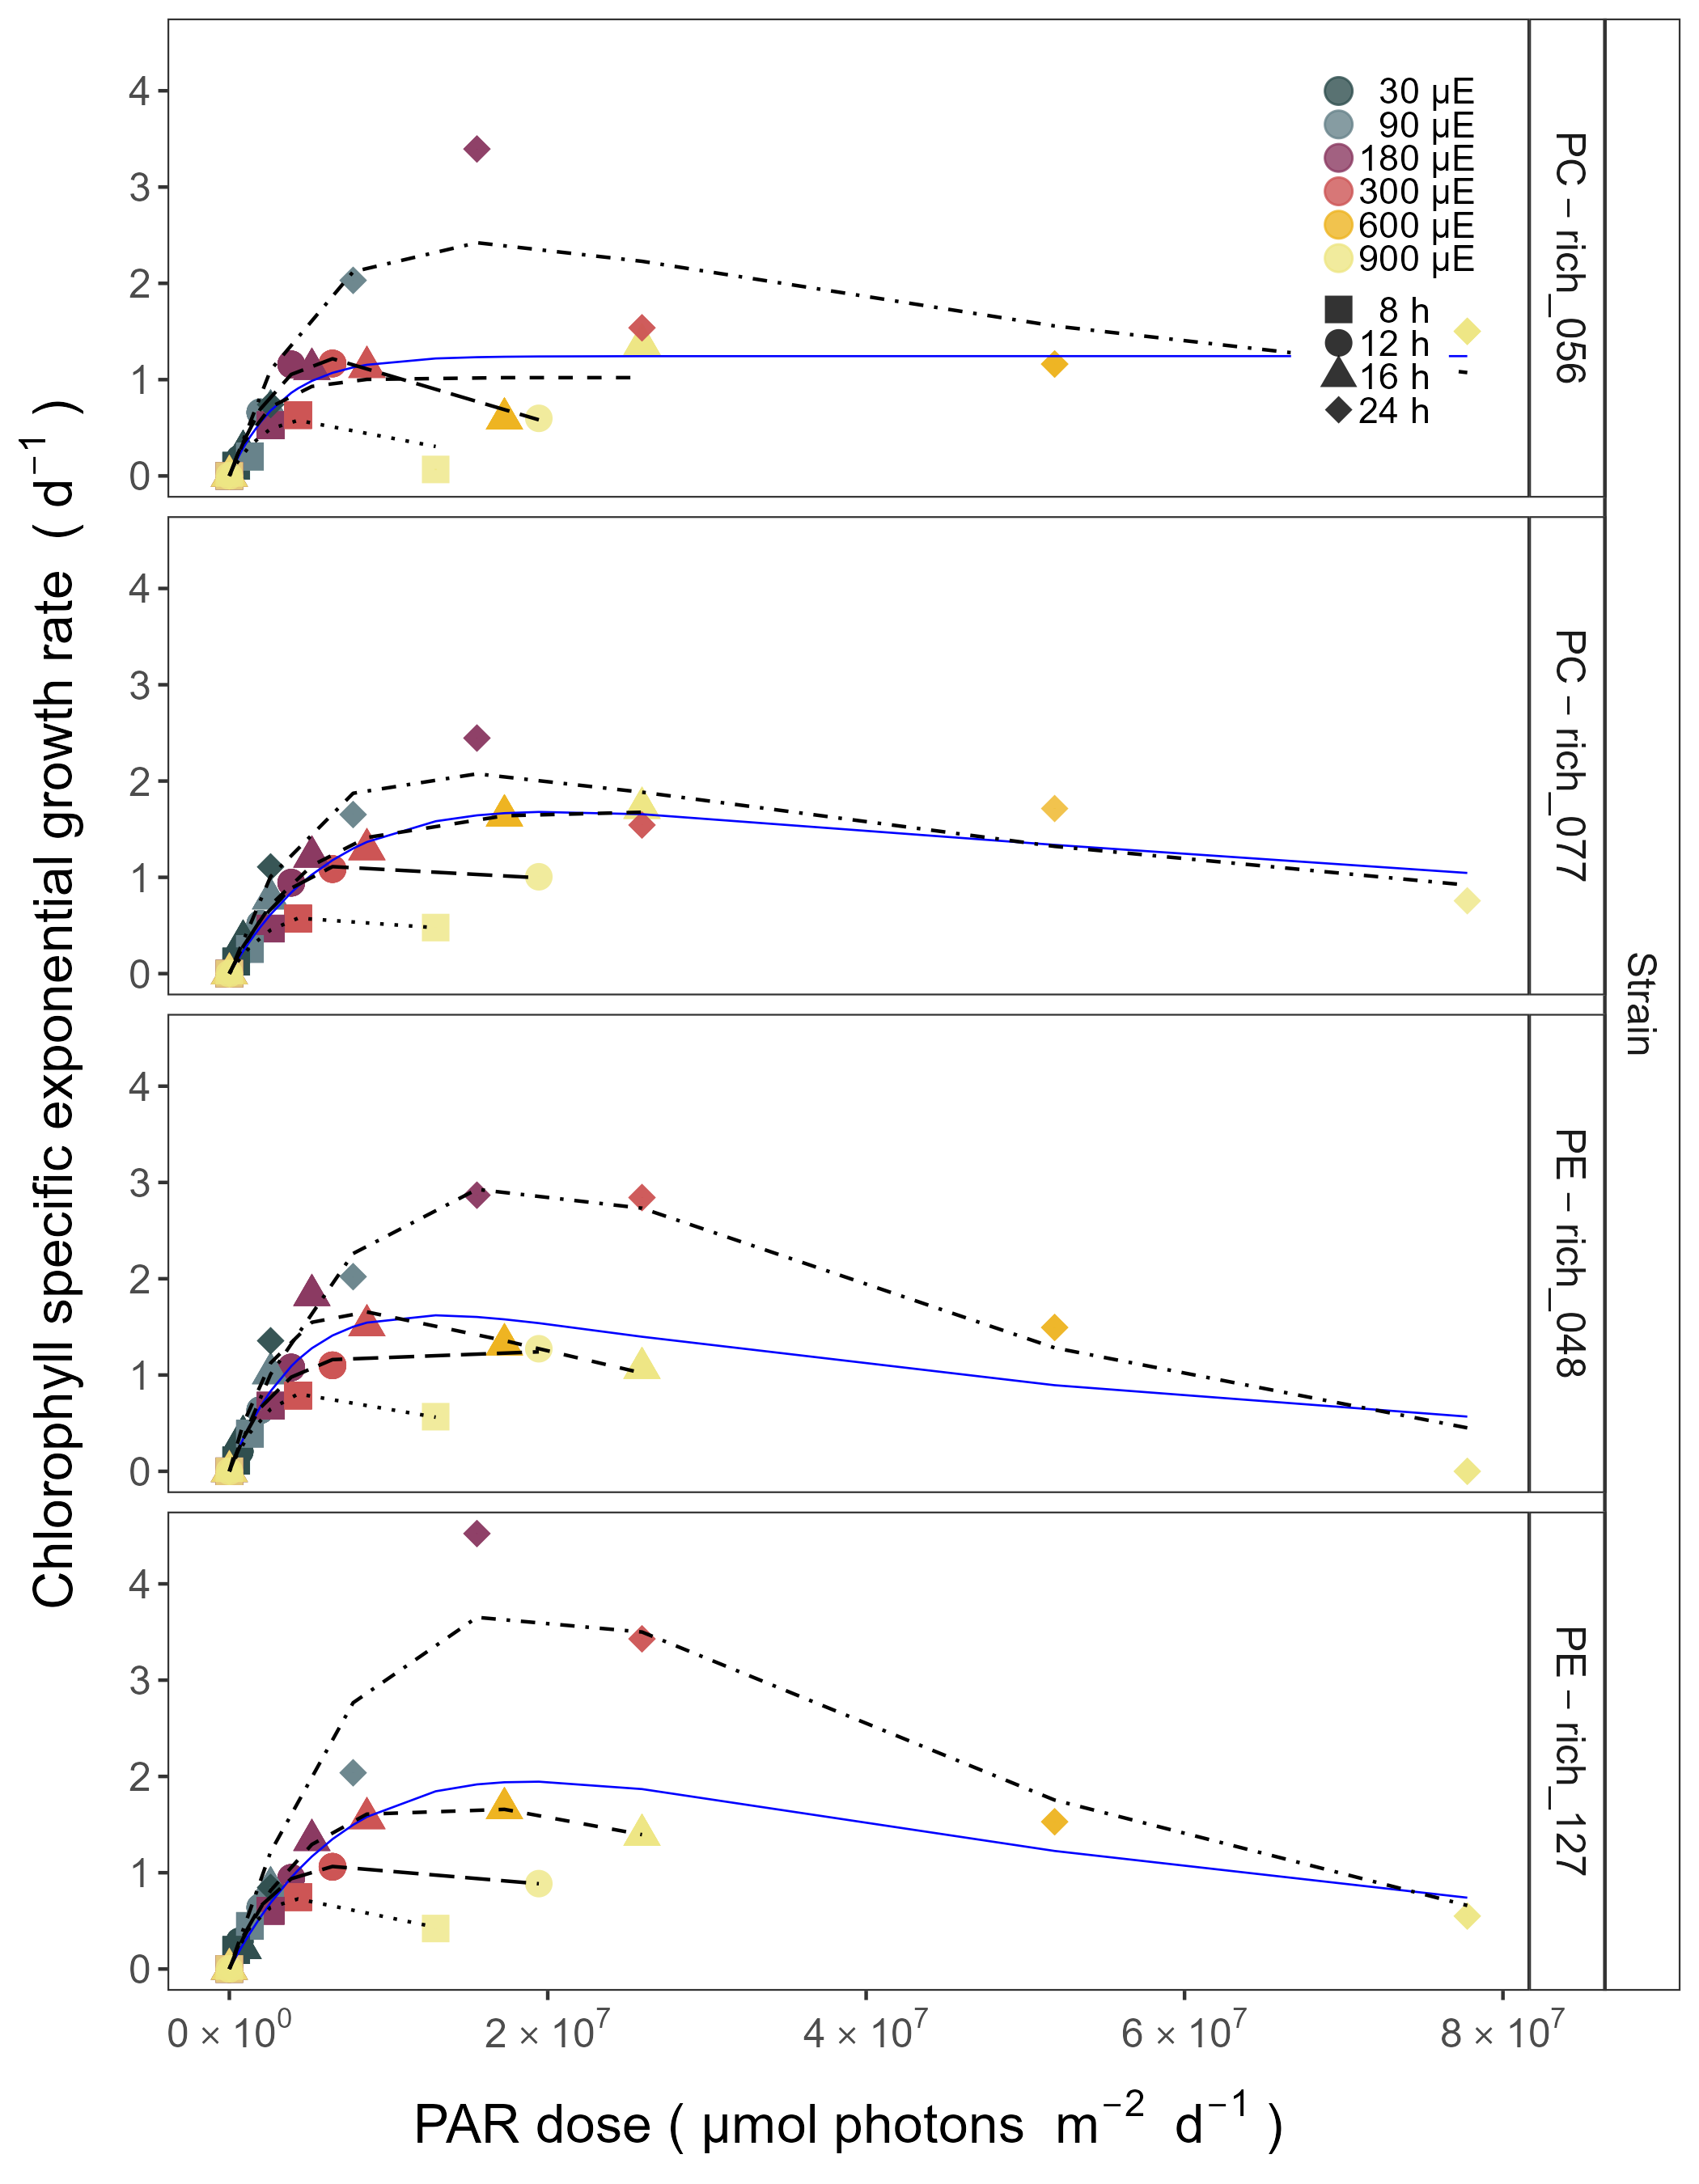 Chlorophyll specific exponential growth rate ( d⁻¹ )
4
3
2
1
0
30 µE
90 µE
180 µE
300 µE
600 µE
900 µE
8 h
12 h
16 h
24 h
PC − rich_056
4
3
2
1
0
PC − rich_077
4
3
2
1
0
PE − rich_048
4
3
2
1
0
PE − rich_127
Strain
0 × 10⁰ 2 × 10⁷ 4 × 10⁷ 6 × 10⁷ 8 × 10⁷
PAR dose ( µmol photons m⁻² d⁻¹ )